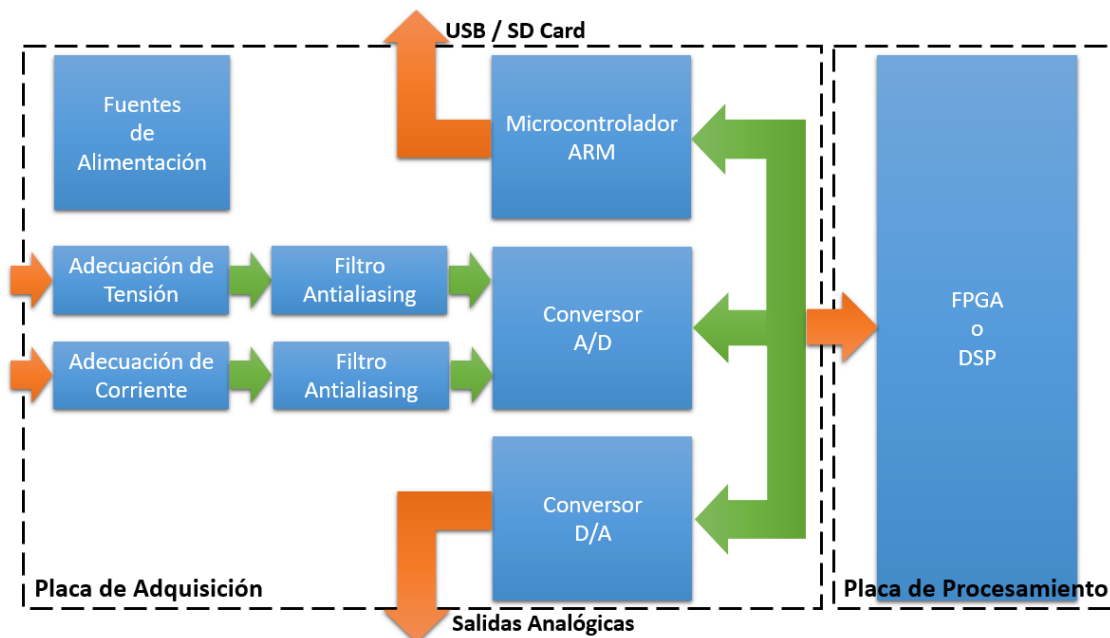 USB / SD Card
Fuentes
de
Alimentación
Microcontrolador
ARM
Adecuación de
Tensión
Filtro
Antialiasing
Conversor
A/D
Adecuación de
Corriente
Filtro
Antialiasing
FPGA
o
DSP
Conversor
D/A
Placa de Adquisición
Placa de Procesamiento
Salidas Analógicas